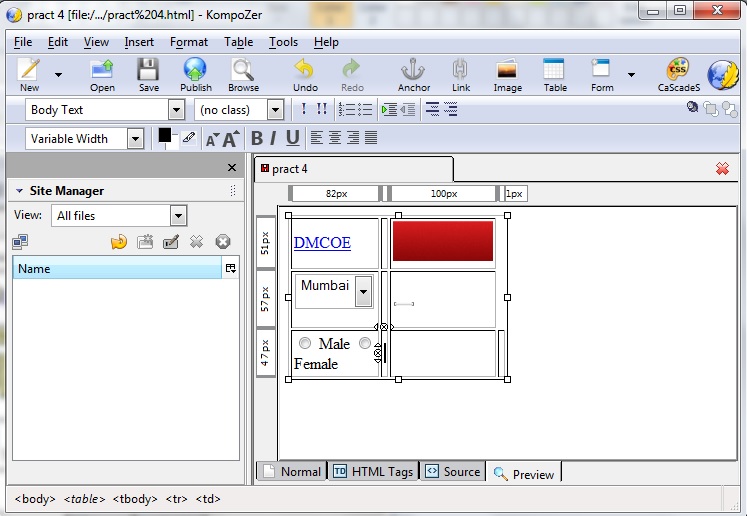 pract 4 [file:/.../pract%204.html] - KompoZer
File Edit View Insert Format Table Tools Help
New Open Save Publish Browse Undo Redo Anchor Link Image Table Form CaScadeS
Body Text (no class) ! !!
Variable Width A A B I U
pract 4
Site Manager
82px 100px 1px
View: All files
Name
51px
DMCOE
57px
Mumbai
47px
Male
Female
Normal TD HTML Tags <> Source Preview
<body> <table> <tbody> <tr> <td>